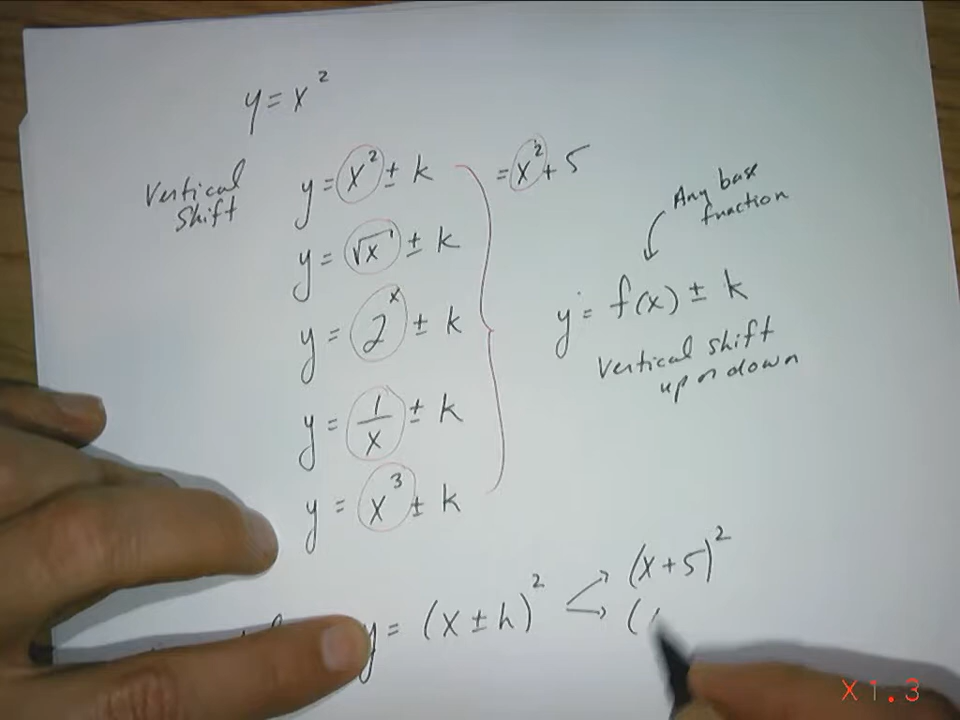 y = x²
Vertical
Shift
y = x² ± k
= x² + 5
y = √x ± k
y = 2ˣ ± k
y = 1/x ± k
y = x³ ± k
Any base
function
y = f(x) ± k
Vertical shift
up or down
y = (x ± h)²
(x + 5)²
(
x1.3